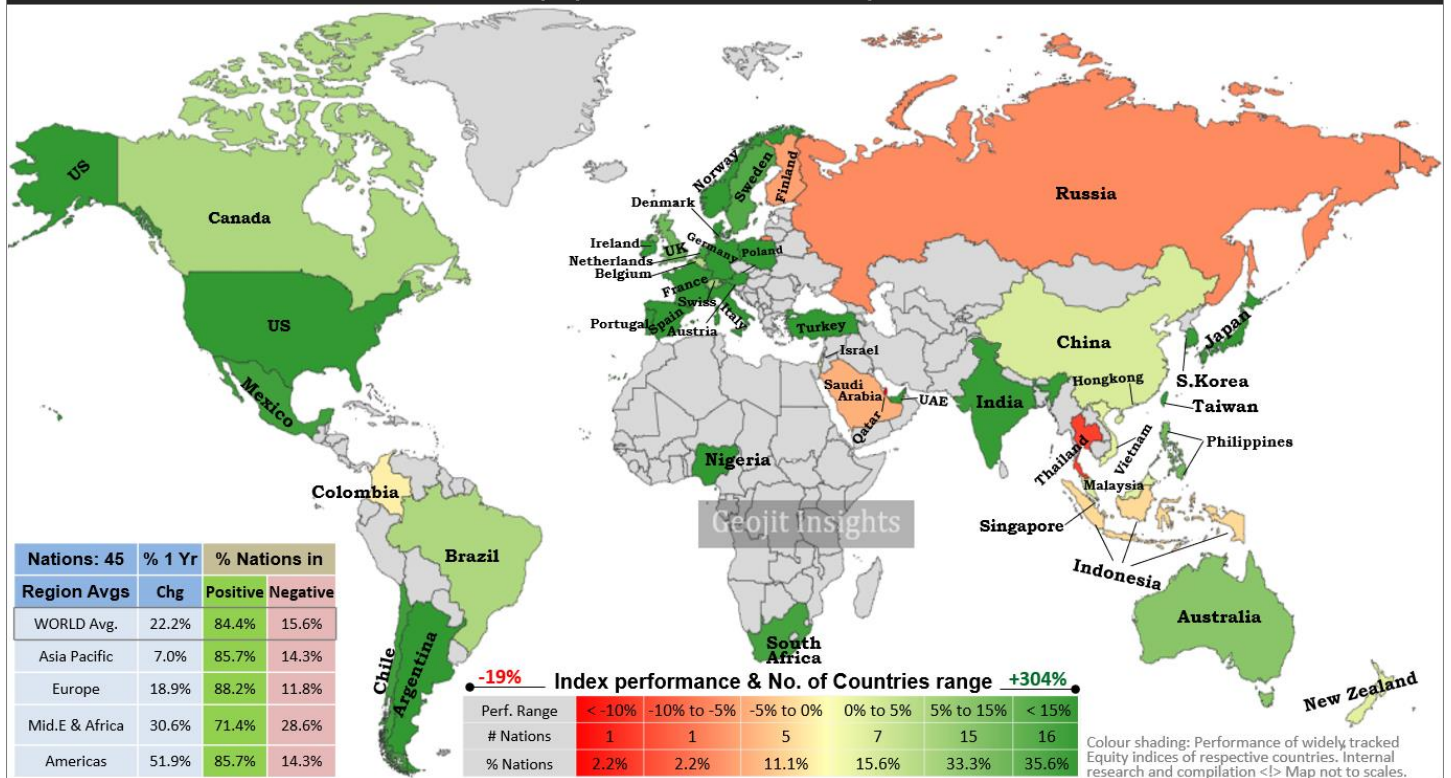 US
Canada
US
Mexico
Colombia
Brazil
Chile
Argentina
Norway
Sweden
Finland
Denmark
Ireland
UK
Netherlands
Germany
Poland
Belgium
France
Swiss
Portugal
Spain
Austria
Italy
Turkey
Russia
Israel
Saudi
Arabia
Qatar
UAE
India
China
Hongkong
Japan
S.Korea
Taiwan
Philippines
Vietnam
Thailand
Malaysia
Singapore
Indonesia
Nigeria
South
Africa
Australia
New Zealand
Geojit Insights
Nations: 45 % 1 Yr % Nations in
Region Avgs Chg Positive Negative
WORLD Avg. 22.2% 84.4% 15.6%
Asia Pacific 7.0% 85.7% 14.3%
Europe 18.9% 88.2% 11.8%
Mid.E & Africa 30.6% 71.4% 28.6%
Americas 51.9% 85.7% 14.3%
-19% Index performance & No. of Countries range +304%
Perf. Range < -10% -10% to -5% -5% to 0% 0% to 5% 5% to 15% < 15%
# Nations 1 1 5 7 15 16
% Nations 2.2% 2.2% 11.1% 15.6% 33.3% 35.6%
Colour shading: Performance of widely tracked
Equity indices of respective countries. Internal
research and compilation <I> Map not to scales.